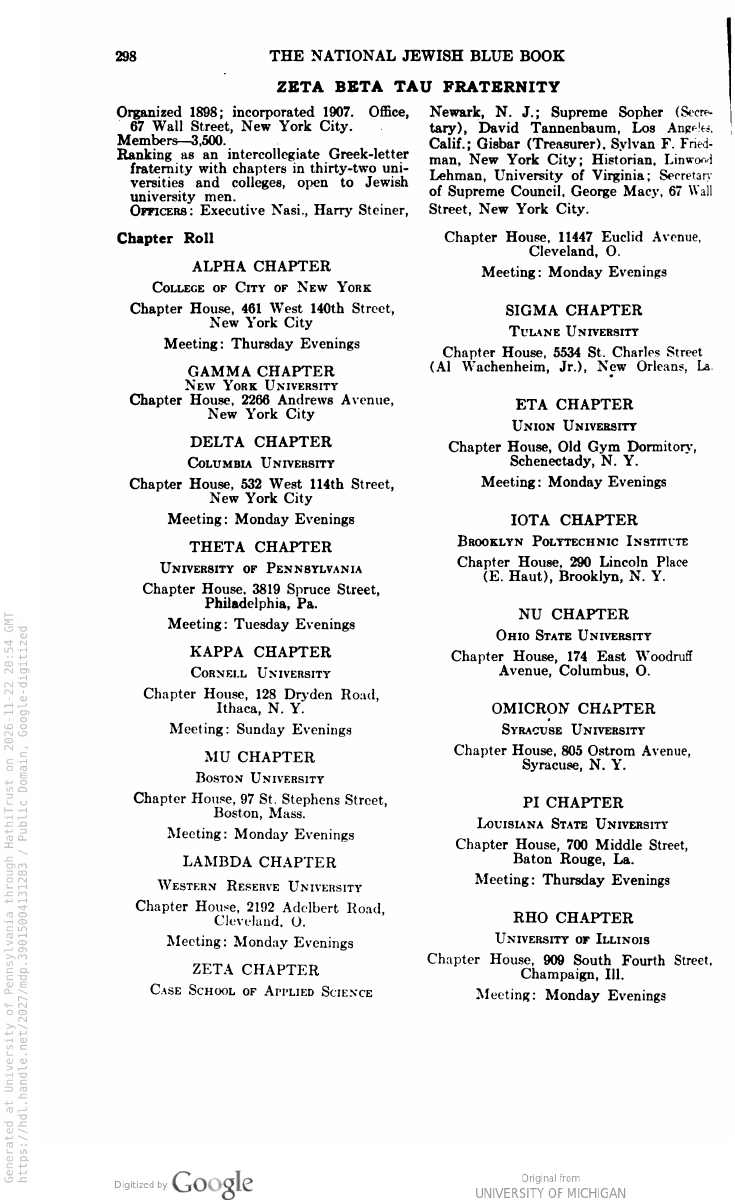 298 THE NATIONAL JEWISH BLUE BOOK
ZETA BETA TAU FRATERNITY
Organized 1898; incorporated 1907. Office,
67 Wall Street, New York City.
Members—3,500.
Ranking as an intercollegiate Greek-letter
fraternity with chapters in thirty-two uni-
versities and colleges, open to Jewish
university men.
OFFICERS: Executive Nasi., Harry Steiner,
Newark, N. J.; Supreme Sopher (Secre-
tary), David Tannenbaum, Los Angeles,
Calif.; Gisbar (Treasurer), Sylvan F. Fried-
man, New York City; Historian, Linwood
Lehman, University of Virginia; Secretary
of Supreme Council, George Macy, 67 Wall
Street, New York City.
Chapter Roll
ALPHA CHAPTER
COLLEGE OF CITY OF NEW YORK
Chapter House, 461 West 140th Street,
New York City
Meeting: Thursday Evenings
GAMMA CHAPTER
NEW YORK UNIVERSITY
Chapter House, 2266 Andrews Avenue,
New York City
DELTA CHAPTER
COLUMBIA UNIVERSITY
Chapter House, 532 West 114th Street,
New York City
Meeting: Monday Evenings
THETA CHAPTER
UNIVERSITY OF PENNSYLVANIA
Chapter House, 3819 Spruce Street,
Philadelphia, Pa.
Meeting: Tuesday Evenings
KAPPA CHAPTER
CORNELL UNIVERSITY
Chapter House, 128 Dryden Road,
Ithaca, N. Y.
Meeting: Sunday Evenings
MU CHAPTER
BOSTON UNIVERSITY
Chapter House, 97 St. Stephens Street,
Boston, Mass.
Meeting: Monday Evenings
LAMBDA CHAPTER
WESTERN RESERVE UNIVERSITY
Chapter House, 2192 Adelbert Road,
Cleveland, O.
Meeting: Monday Evenings
ZETA CHAPTER
CASE SCHOOL OF APPLIED SCIENCE
Chapter House, 11447 Euclid Avenue,
Cleveland, O.
Meeting: Monday Evenings
SIGMA CHAPTER
TULANE UNIVERSITY
Chapter House, 5534 St. Charles Street
(Al Wachenheim, Jr.), New Orleans, La.
ETA CHAPTER
UNION UNIVERSITY
Chapter House, Old Gym Dormitory,
Schenectady, N. Y.
Meeting: Monday Evenings
IOTA CHAPTER
BROOKLYN POLYTECHNIC INSTITUTE
Chapter House, 290 Lincoln Place
(E. Haut), Brooklyn, N. Y.
NU CHAPTER
OHIO STATE UNIVERSITY
Chapter House, 174 East Woodruff
Avenue, Columbus, O.
OMICRON CHAPTER
SYRACUSE UNIVERSITY
Chapter House, 805 Ostrom Avenue,
Syracuse, N. Y.
PI CHAPTER
LOUISIANA STATE UNIVERSITY
Chapter House, 700 Middle Street,
Baton Rouge, La.
Meeting: Thursday Evenings
RHO CHAPTER
UNIVERSITY OF ILLINOIS
Chapter House, 909 South Fourth Street,
Champaign, Ill.
Meeting: Monday Evenings
Generated at University of Pennsylvania through HathiTrust on 2026-11-22 20:54 GMT
https://hdl.handle.net/2027/mdp.39015004131283 / Public Domain, Google-digitized
Digitized by Google
Original from
UNIVERSITY OF MICHIGAN